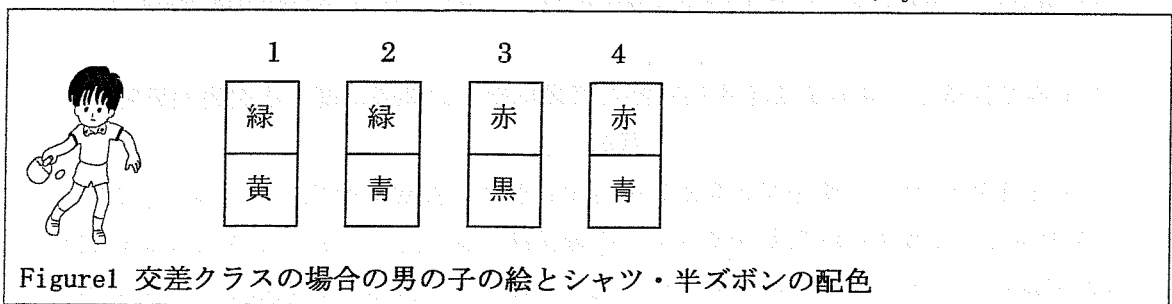 1 2 3 4
緑 緑 赤 赤
黄 青 黒 青
Figure1 交差クラスの場合の男の子の絵とシャツ・半ズボンの配色